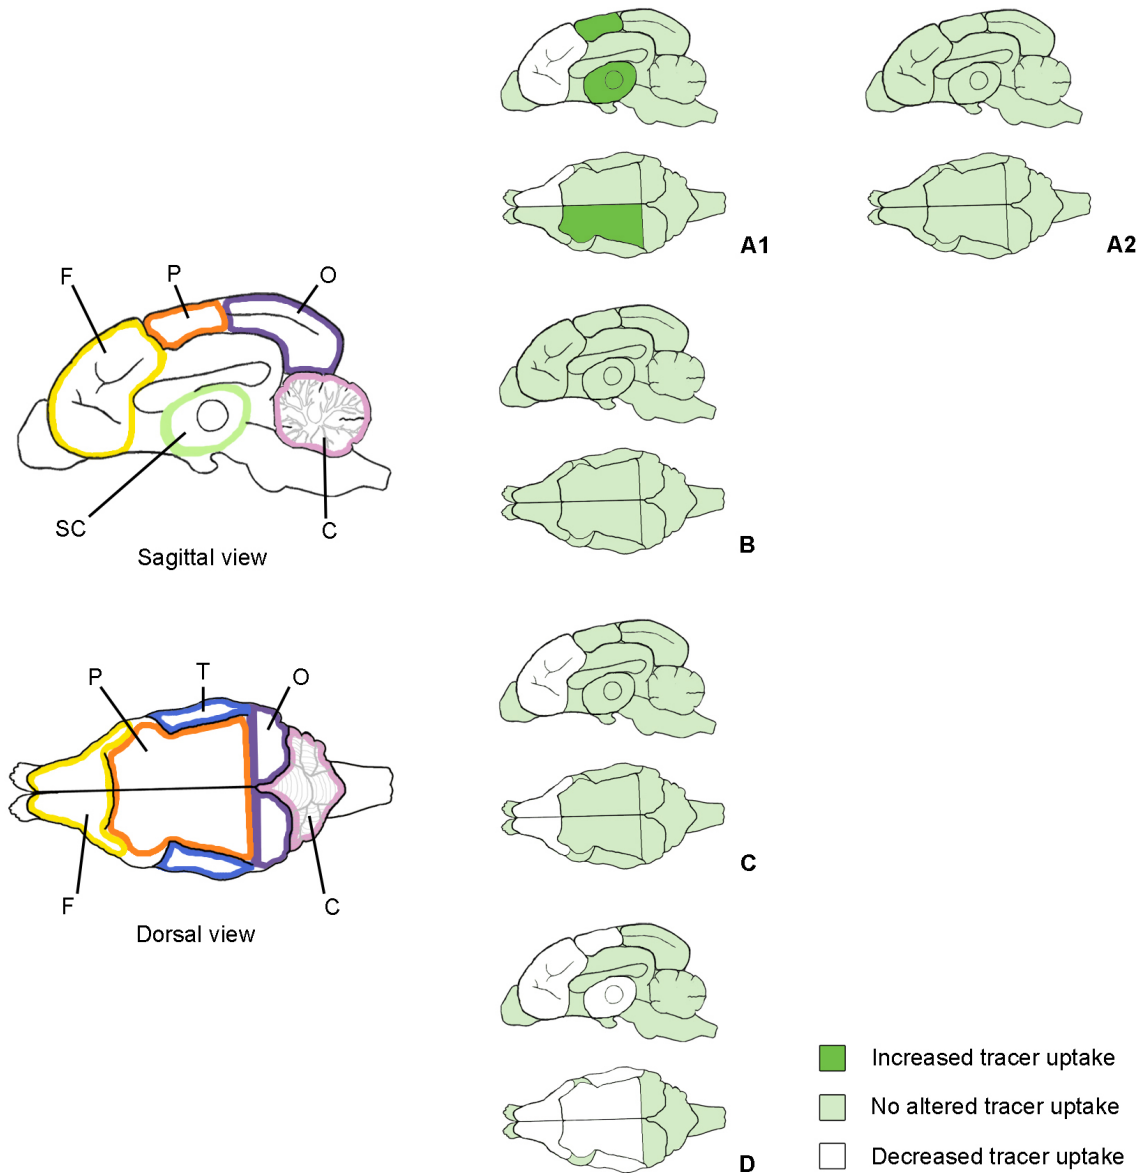 A1
A2
F
P
O
SC
C
Sagittal view
B
P
T
O
F
C
Dorsal view
C
D
Increased tracer uptake
No altered tracer uptake
Decreased tracer uptake